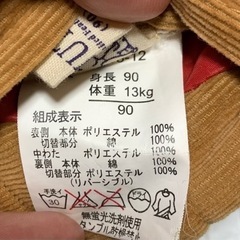 身長 90
体重 13kg
90
組成表示
表側 本体 ポリエステル 100%
切替部分 綿 100%
中わた ポリエステル 100%
裏側 本体 綿 100%
切替部分 ポリエステル 100%
(リバーシブル)
手洗イ
30
無蛍光洗剤使用
タンブル乾燥禁止